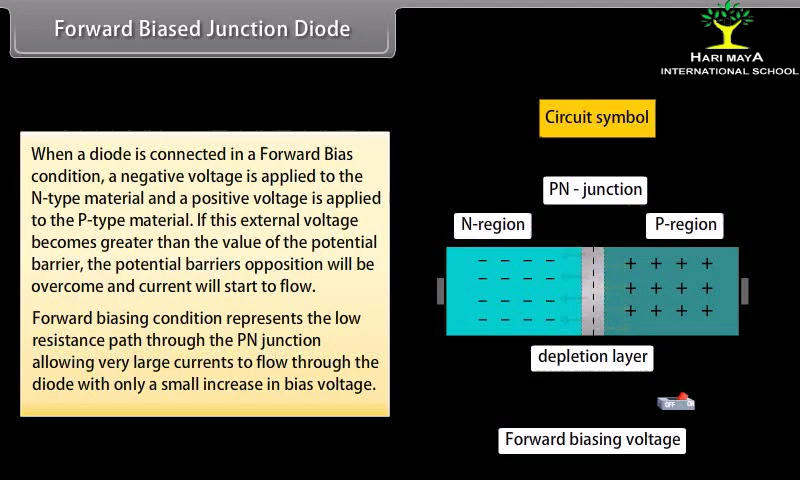 Forward Biased Junction Diode
HARI MAYA
INTERNATIONAL SCHOOL
Circuit symbol
When a diode is connected in a Forward Bias
condition, a negative voltage is applied to the
N-type material and a positive voltage is applied
to the P-type material. If this external voltage
becomes greater than the value of the potential
barrier, the potential barriers opposition will be
overcome and current will start to flow.
Forward biasing condition represents the low
resistance path through the PN junction
allowing very large currents to flow through the
diode with only a small increase in bias voltage.
PN - junction
N-region P-region
- - - - + + + +
- - - - + + + +
- - - - + + + +
- - - -
depletion layer
OFF ON
Forward biasing voltage